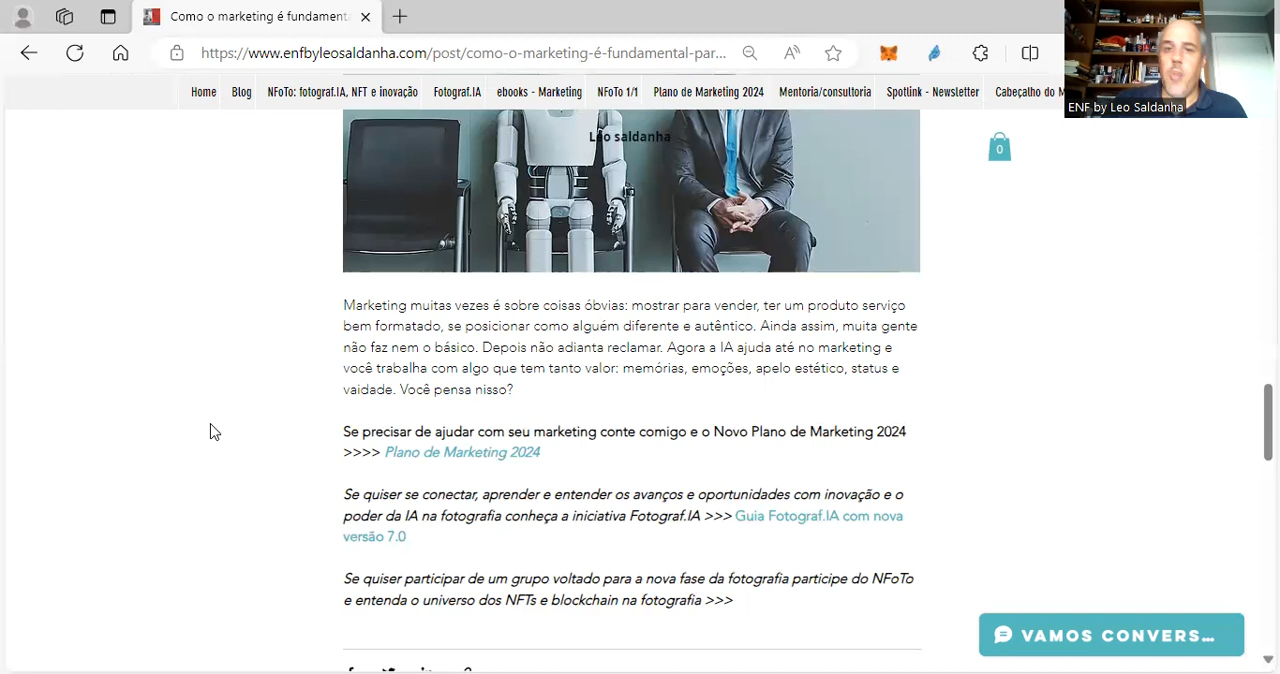 Como o marketing é fundament
https://www.enfbyleosaldanha.com/post/como-o-marketing-é-fundamental-par...
Home Blog NFoTo: fotograf.IA, NFT e inovação Fotograf.IA ebooks - Marketing NFoTo 1/1 Plano de Marketing 2024 Mentoria/consultoria Spotlink - Newsletter Cabeçalho do M
ENF by Leo Saldanha
Léo saldanha
0
Marketing muitas vezes é sobre coisas óbvias: mostrar para vender, ter um produto serviço
bem formatado, se posicionar como alguém diferente e autêntico. Ainda assim, muita gente
não faz nem o básico. Depois não adianta reclamar. Agora a IA ajuda até no marketing e
você trabalha com algo que tem tanto valor: memórias, emoções, apelo estético, status e
vaidade. Você pensa nisso?
Se precisar de ajudar com seu marketing conte comigo e o Novo Plano de Marketing 2024
>>>> Plano de Marketing 2024
Se quiser se conectar, aprender e entender os avanços e oportunidades com inovação e o
poder da IA na fotografia conheça a iniciativa Fotograf.IA >>> Guia Fotograf.IA com nova
versão 7.0
Se quiser participar de um grupo voltado para a nova fase da fotografia participe do NFoTo
e entenda o universo dos NFTs e blockchain na fotografia >>>
VAMOS CONVERS...